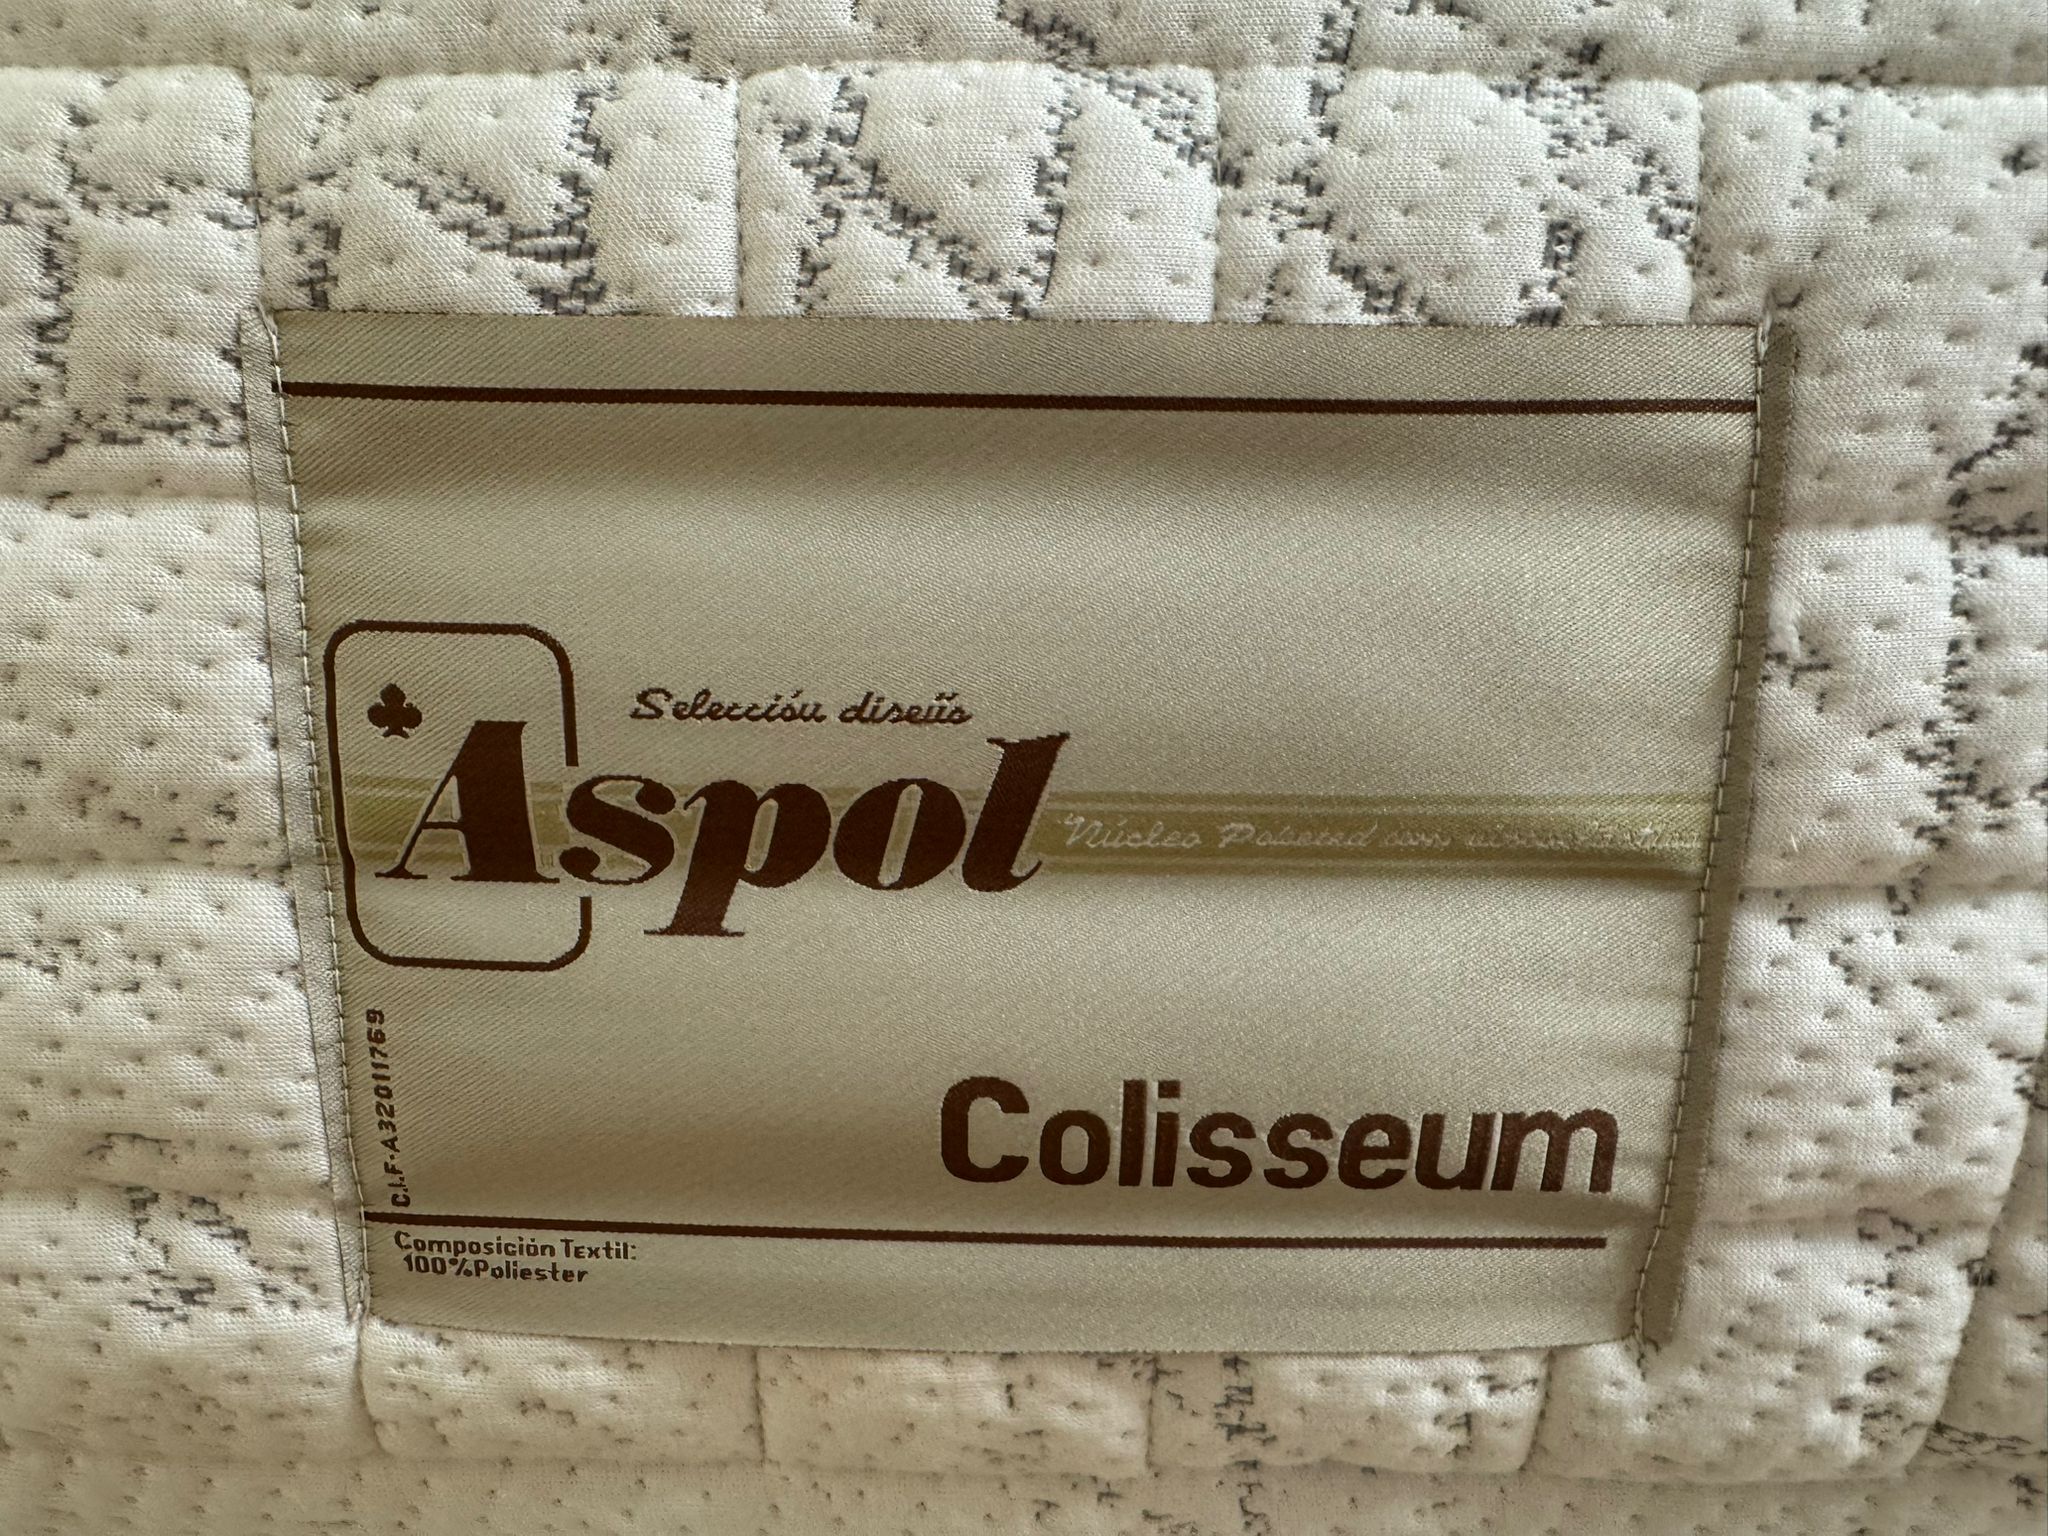 Selección diseño
Aspol
Núcleo
C.I.F-A32011769
Colisseum
Composición Textil:
100%Poliester